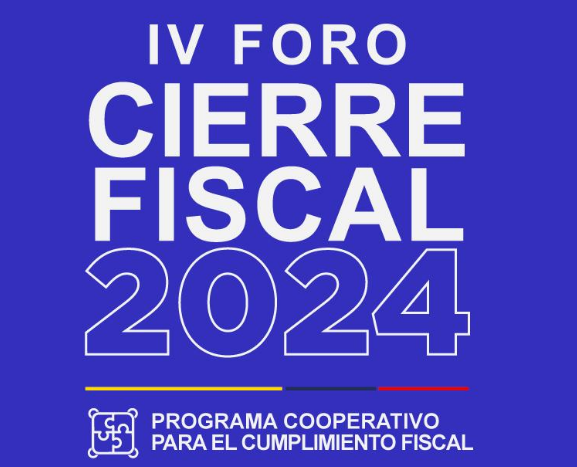 IV FORO
CIERRE
FISCAL
2024
PROGRAMA COOPERATIVO
PARA EL CUMPLIMIENTO FISCAL